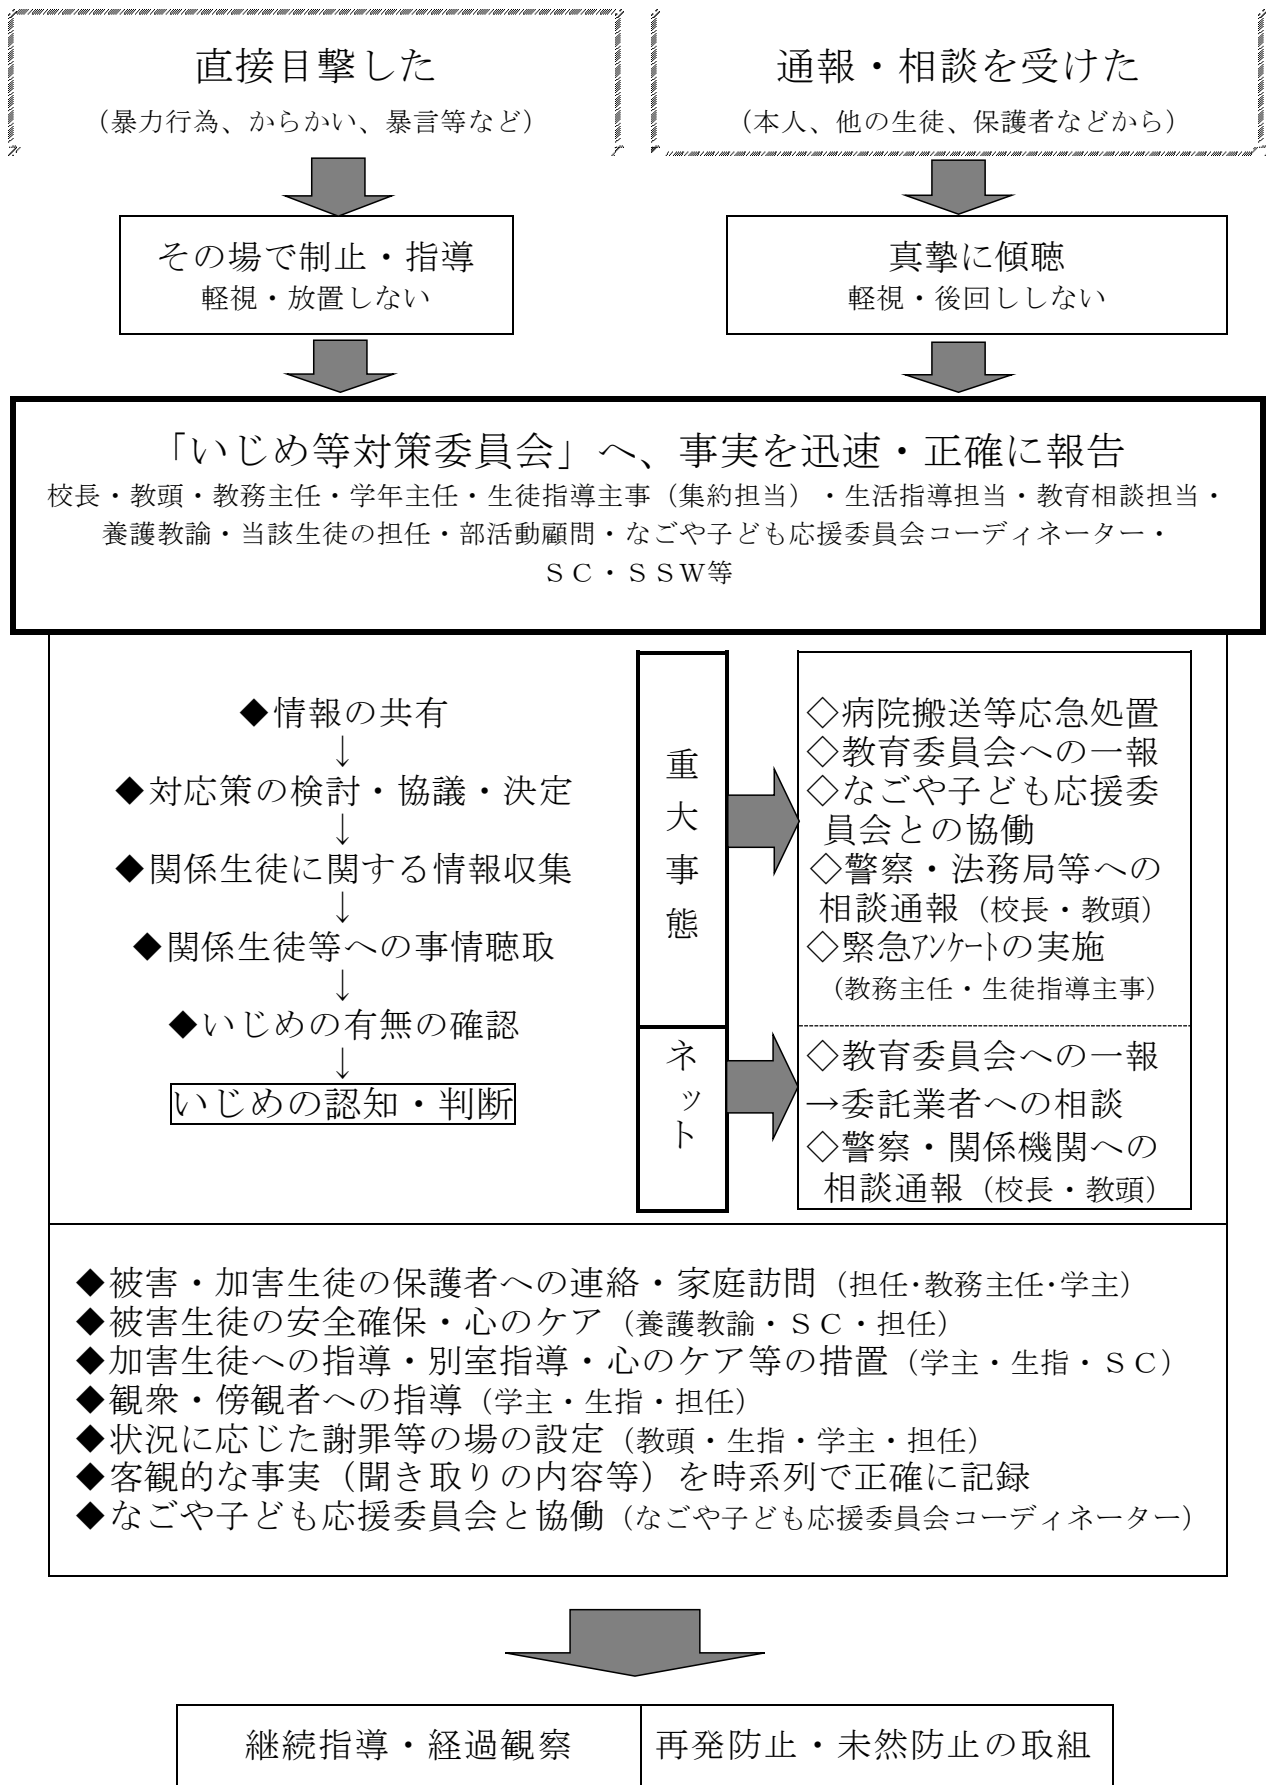 直接目撃した
（暴力行為、からかい、暴言等など）
通報・相談を受けた
（本人、他の生徒、保護者などから）
その場で制止・指導
軽視・放置しない
真摯に傾聴
軽視・後回ししない
「いじめ等対策委員会」へ、事実を迅速・正確に報告
校長・教頭・教務主任・学年主任・生徒指導主事（集約担当）・生活指導担当・教育相談担当・
養護教諭・当該生徒の担任・部活動顧問・なごや子ども応援委員会コーディネーター・
ＳＣ・ＳＳＷ等
◆情報の共有
↓
◆対応策の検討・協議・決定
↓
◆関係生徒に関する情報収集
↓
◆関係生徒等への事情聴取
↓
◆いじめの有無の確認
↓
いじめの認知・判断
重大事態
◇病院搬送等応急処置
◇教育委員会への一報
◇なごや子ども応援委
員会との協働
◇警察・法務局等への
相談通報（校長・教頭）
◇緊急ｱﾝｹｰﾄの実施
（教務主任・生徒指導主事）
ネット
◇教育委員会への一報
→委託業者への相談
◇警察・関係機関への
相談通報（校長・教頭）
◆被害・加害生徒の保護者への連絡・家庭訪問（担任･教務主任･学主）
◆被害生徒の安全確保・心のケア（養護教諭・ＳＣ・担任）
◆加害生徒への指導・別室指導・心のケア等の措置（学主・生指・ＳＣ）
◆観衆・傍観者への指導（学主・生指・担任）
◆状況に応じた謝罪等の場の設定（教頭・生指・学主・担任）
◆客観的な事実（聞き取りの内容等）を時系列で正確に記録
◆なごや子ども応援委員会と協働（なごや子ども応援委員会コーディネーター）
継続指導・経過観察
再発防止・未然防止の取組